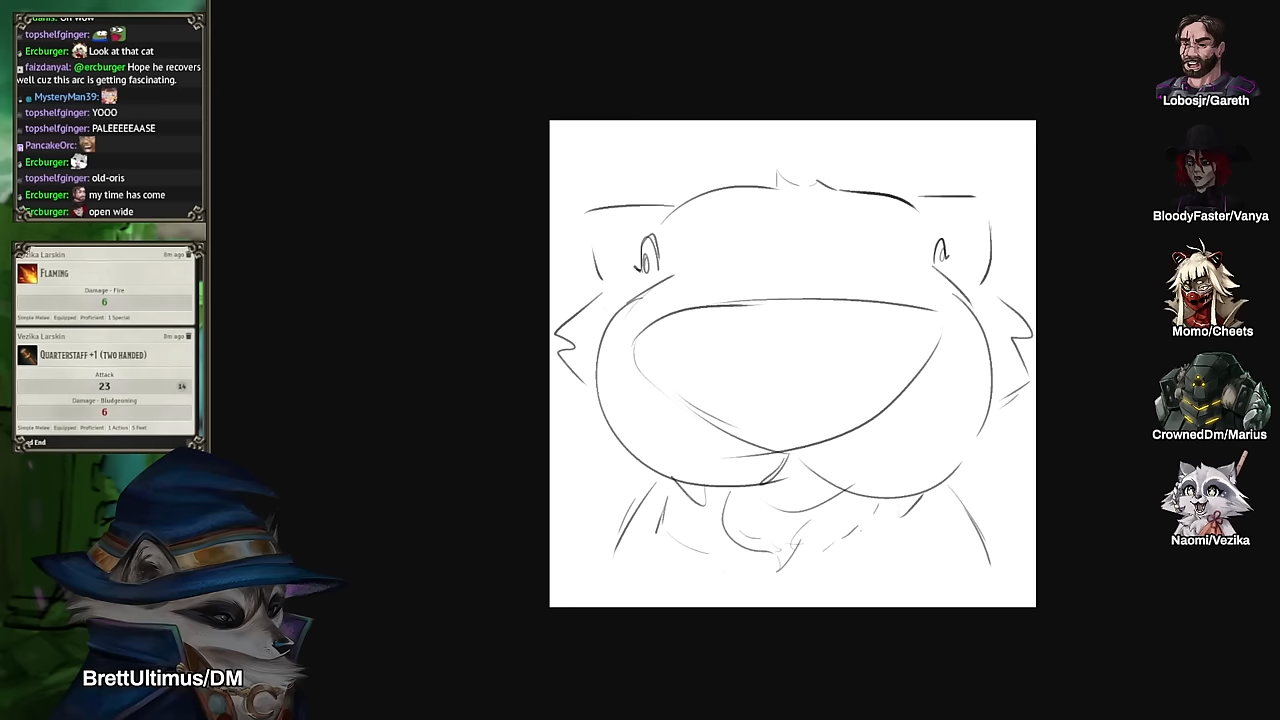 danis: Oh wow
topshelfginger:
Ercburger: Look at that cat
faizdanyal: @ercburger Hope he recovers
well cuz this arc is getting fascinating.
MysteryMan39:
topshelfginger: YOOO
topshelfginger: PALEEEEEAASE
PancakeOrc:
Ercburger:
topshelfginger: old-oris
Ercburger: my time has come
Ercburger: open wide
Larskin 8m ago
FLAMING
Damage - Fire
6
Simple Melee Equipped Proficient 1 Special
Vezika Larskin 8m ago
QUARTERSTAFF +1 (TWO HANDED)
Attack
23 14
Damage - Bludgeoning
6
Simple Melee Equipped Proficient 1 Action 5 Feet
End
BrettUltimus/DM
Lobosjr/Gareth
BloodyFaster/Vanya
Momo/Cheets
CrownedDm/Marius
Naomi/Vezika